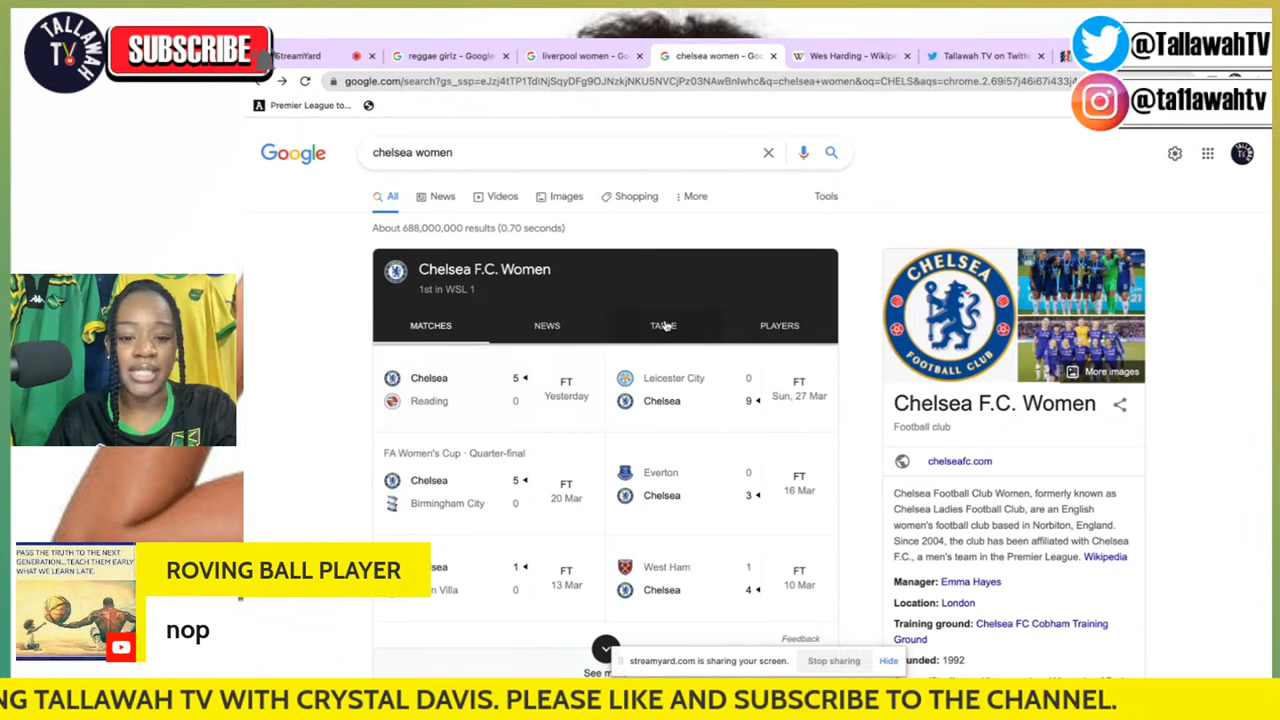 TALLAWAH
TV
SUBSCRIBE
@TallawahTV
@ta11awahtv
StreamYard
reggae girlz - Google
liverpool women - Go
chelsea women - Goo
Wes Harding - Wikipe
Tallawah TV on Twitte
Premier League to...
Google
chelsea women
All
News
Videos
Images
Shopping
More
Tools
About 688,000,000 results (0.70 seconds)
Chelsea F.C. Women
1st in WSL 1
MATCHES
NEWS
PLAYERS
Chelsea 5
Reading 0
FT
Yesterday
Leicester City 0
Chelsea 9
FT
Sun, 27 Mar
FA Women's Cup · Quarter-final
Chelsea 5
Birmingham City 0
FT
20 Mar
Everton 0
Chelsea 3
FT
16 Mar
sea 1
n Villa 0
FT
13 Mar
West Ham 1
Chelsea 4
FT
10 Mar
Feedback
See m
CHELSEA
FOOTBALL CLUB
More images
Chelsea F.C. Women
Football club
chelseafc.com
Chelsea Football Club Women, formerly known as
Chelsea Ladies Football Club, are an English
women's football club based in Norbiton, England.
Since 2004, the club has been affiliated with Chelsea
F.C., a men's team in the Premier League. Wikipedia
Manager: Emma Hayes
Location: London
Training ground: Chelsea FC Cobham Training
Ground
unded: 1992
streamyard.com is sharing your screen.
Stop sharing
Hide
PASS THE TRUTH TO THE NEXT
GENERATION...TEACH THEM EARLY
WHAT WE LEARN LATE.
ROVING BALL PLAYER
nop
NG TALLAWAH TV WITH CRYSTAL DAVIS. PLEASE LIKE AND SUBSCRIBE TO THE CHANNEL.